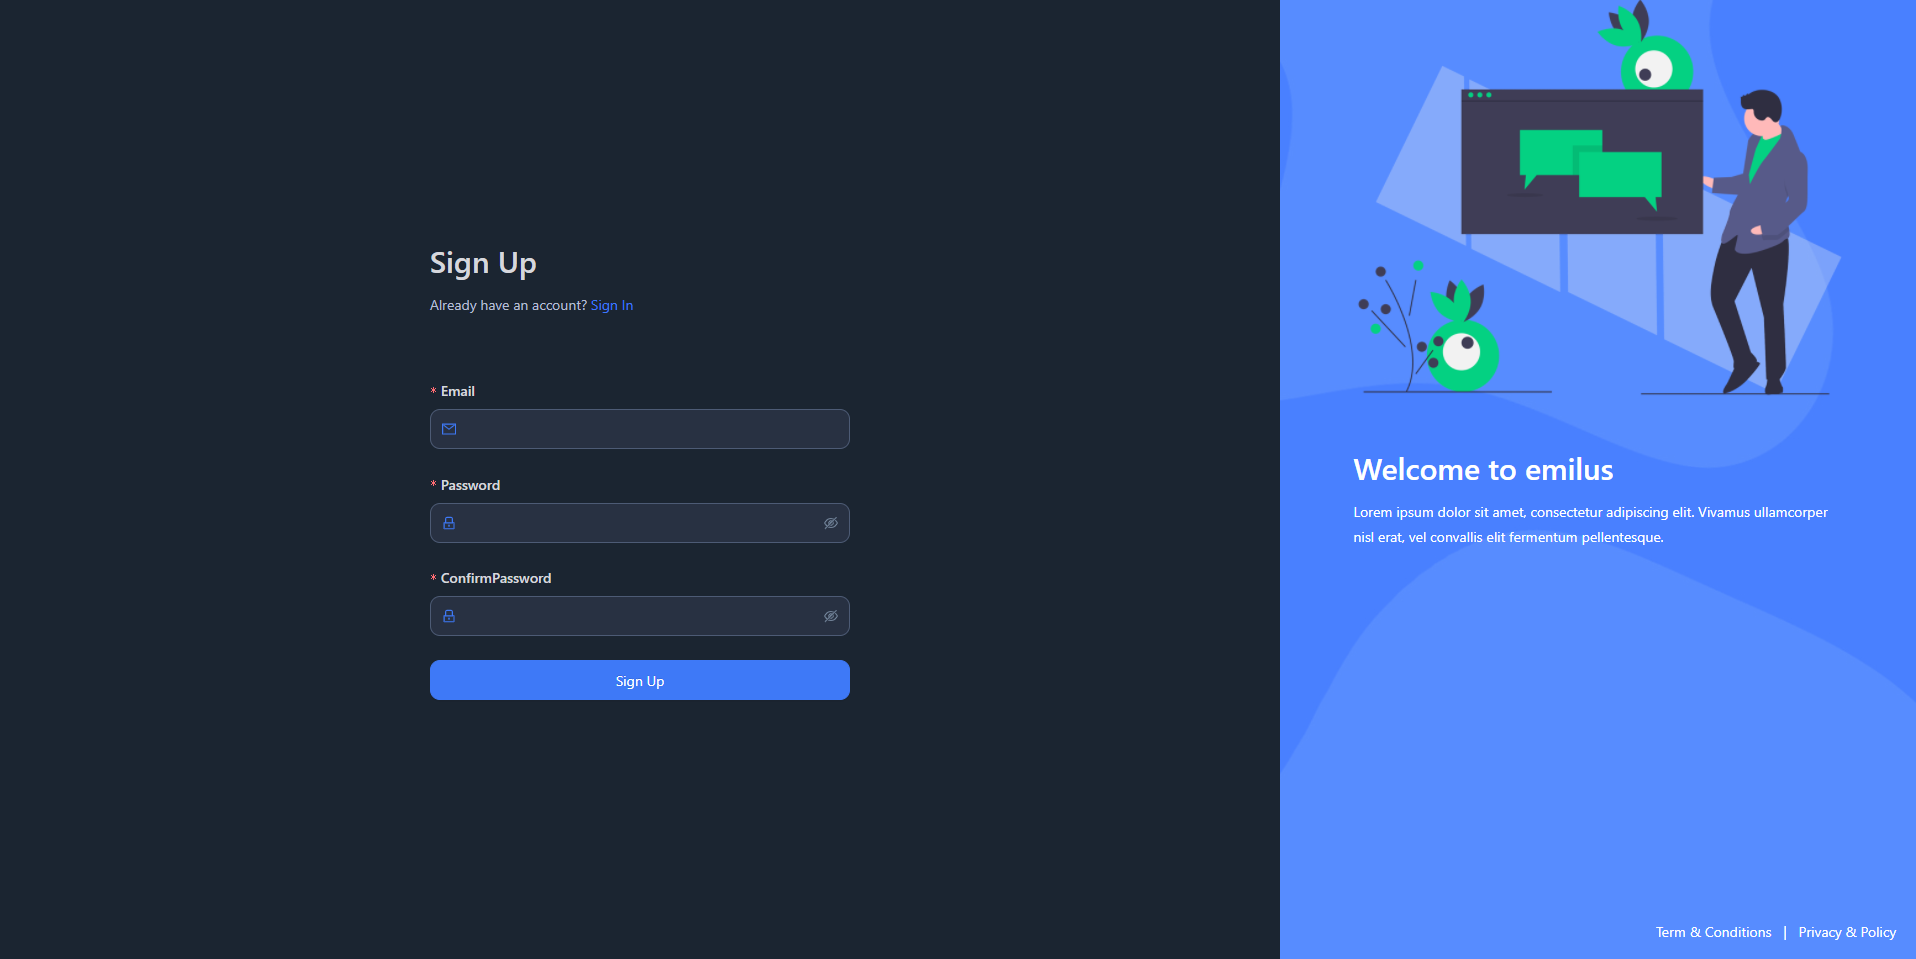 Sign Up
Already have an account? Sign In
* Email
* Password
* ConfirmPassword
Sign Up
Welcome to emilus
Lorem ipsum dolor sit amet, consectetur adipiscing elit. Vivamus ullamcorper
nisl erat, vel convallis elit fermentum pellentesque.
Term & Conditions | Privacy & Policy